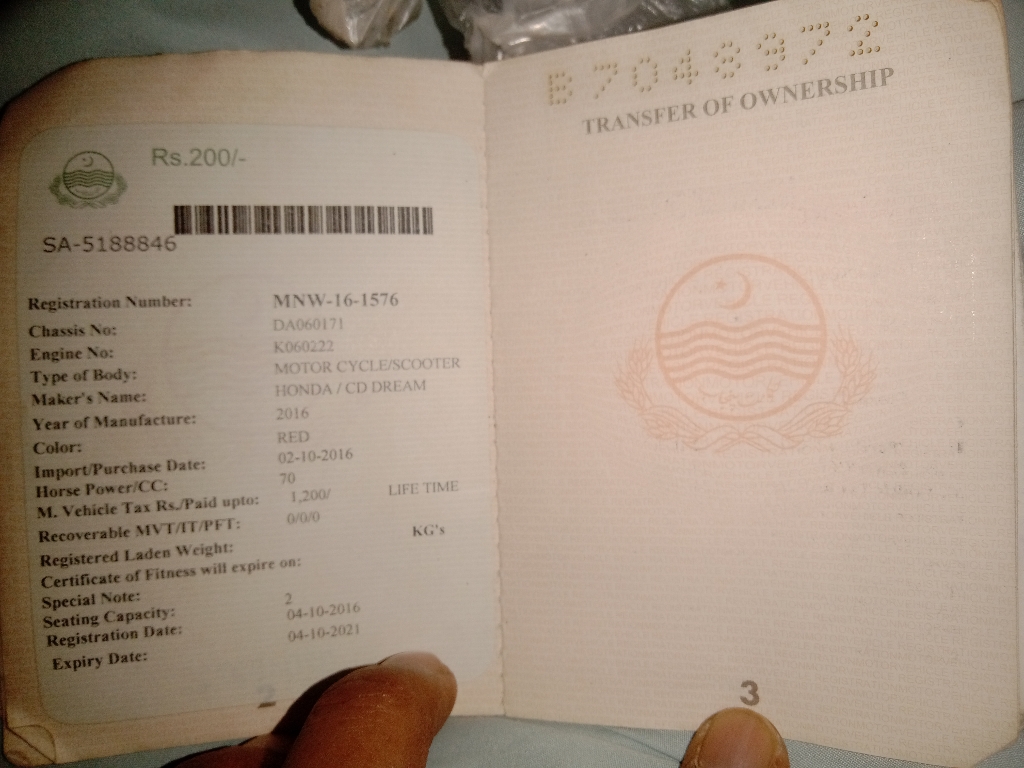 Rs.200/-
SA-5188846
Registration Number: MNW-16-1576
Chassis No: DA060171
Engine No: K060222
Type of Body: MOTOR CYCLE/SCOOTER
Maker's Name: HONDA / CD DREAM
Year of Manufacture: 2016
Color: RED
Import/Purchase Date: 02-10-2016
Horse Power/CC: 70
M. Vehicle Tax Rs./Paid upto: 1,200/ LIFE TIME
Recoverable MVT/IT/PFT: 0/0/0
Registered Laden Weight: KG's
Certificate of Fitness will expire on:
Special Note:
Seating Capacity: 2
Registration Date: 04-10-2016
Expiry Date: 04-10-2021
2
B7048972
TRANSFER OF OWNERSHIP
3